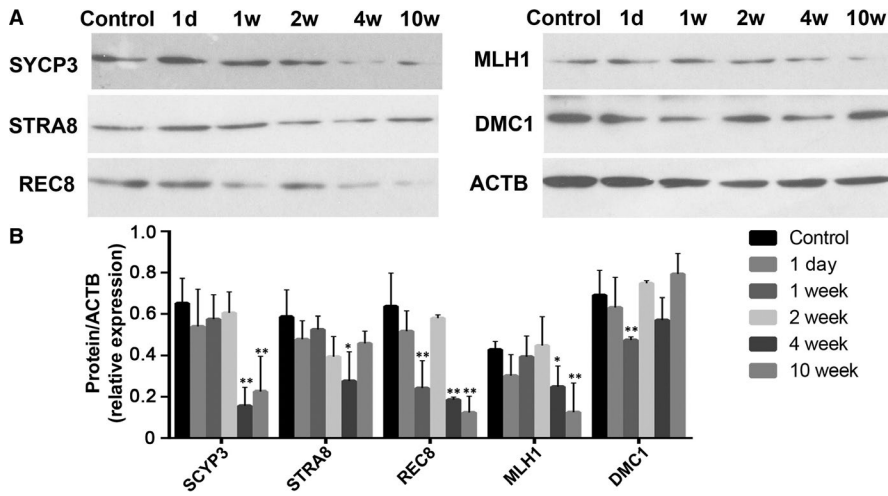 A
Control 1d 1w 2w 4w 10w
SYCP3
STRA8
REC8
Control 1d 1w 2w 4w 10w
MLH1
DMC1
ACTB
B
Protein/ACTB
(relative expression)
1.0
0.8
0.6
0.4
0.2
0
** **
*
** ** **
* **
**
SCYP3 STRA8 REC8 MLH1 DMC1
Control
1 day
1 week
2 week
4 week
10 week